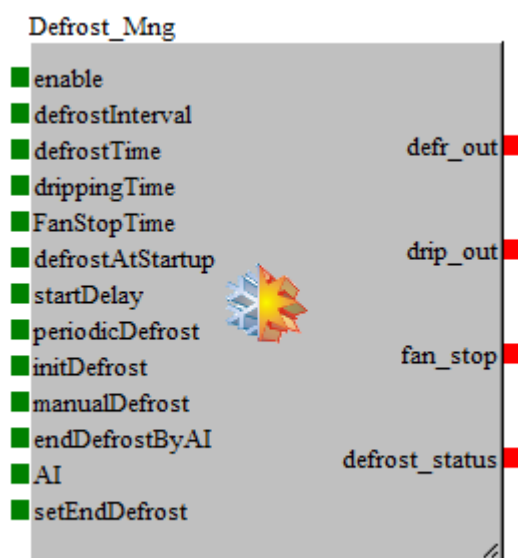 Defrost_Mng
enable
defrostInterval
defrostTime
drippingTime
FanStopTime
defrostAtStartup
startDelay
periodicDefrost
initDefrost
manualDefrost
endDefrostByAI
AI
setEndDefrost
defr_out
drip_out
fan_stop
defrost_status